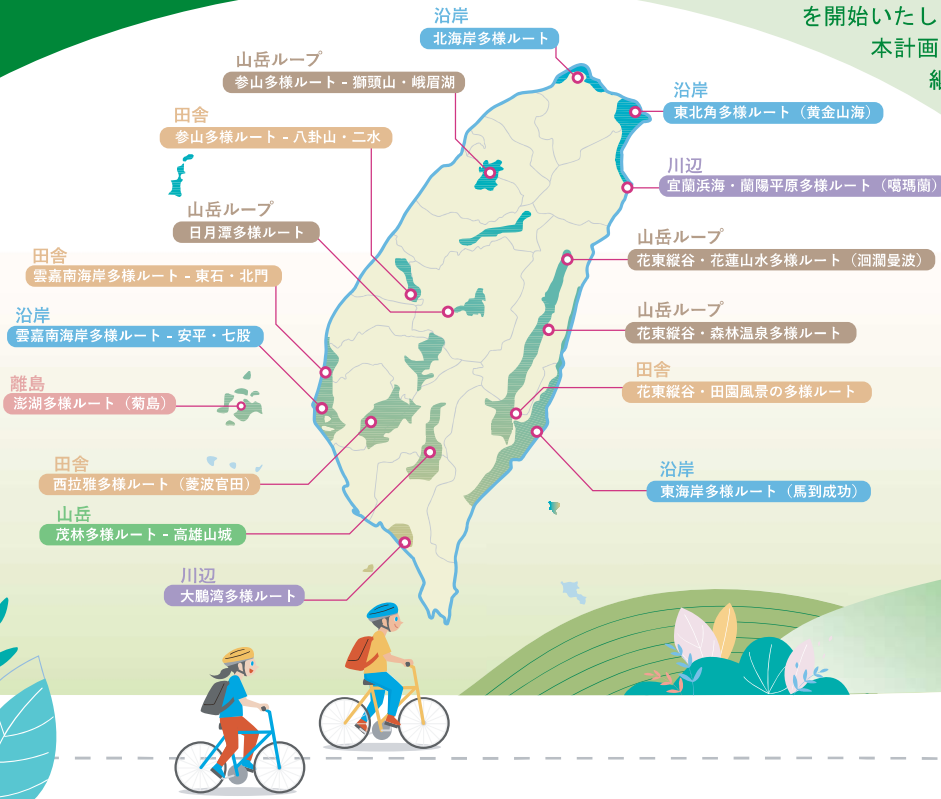 を開始いたし
本計画
沿岸
北海岸多様ルート
山岳ループ
参山多様ルート - 獅頭山・峨眉湖
沿岸
東北角多様ルート（黄金山海）
田舎
参山多様ルート - 八卦山・二水
川辺
宜蘭浜海・蘭陽平原多様ルート（噶瑪蘭）
山岳ループ
日月潭多様ルート
山岳ループ
花東縦谷・花蓮山水多様ルート（洄瀾曼波）
田舎
雲嘉南海岸多様ルート - 東石・北門
山岳ループ
花東縦谷・森林温泉多様ルート
沿岸
雲嘉南海岸多様ルート - 安平・七股
田舎
花東縦谷・田園風景の多様ルート
離島
澎湖多様ルート（菊島）
田舎
西拉雅多様ルート（菱波官田）
沿岸
東海岸多様ルート（馬到成功）
山岳
茂林多様ルート - 高雄山城
川辺
大鵬湾多様ルート